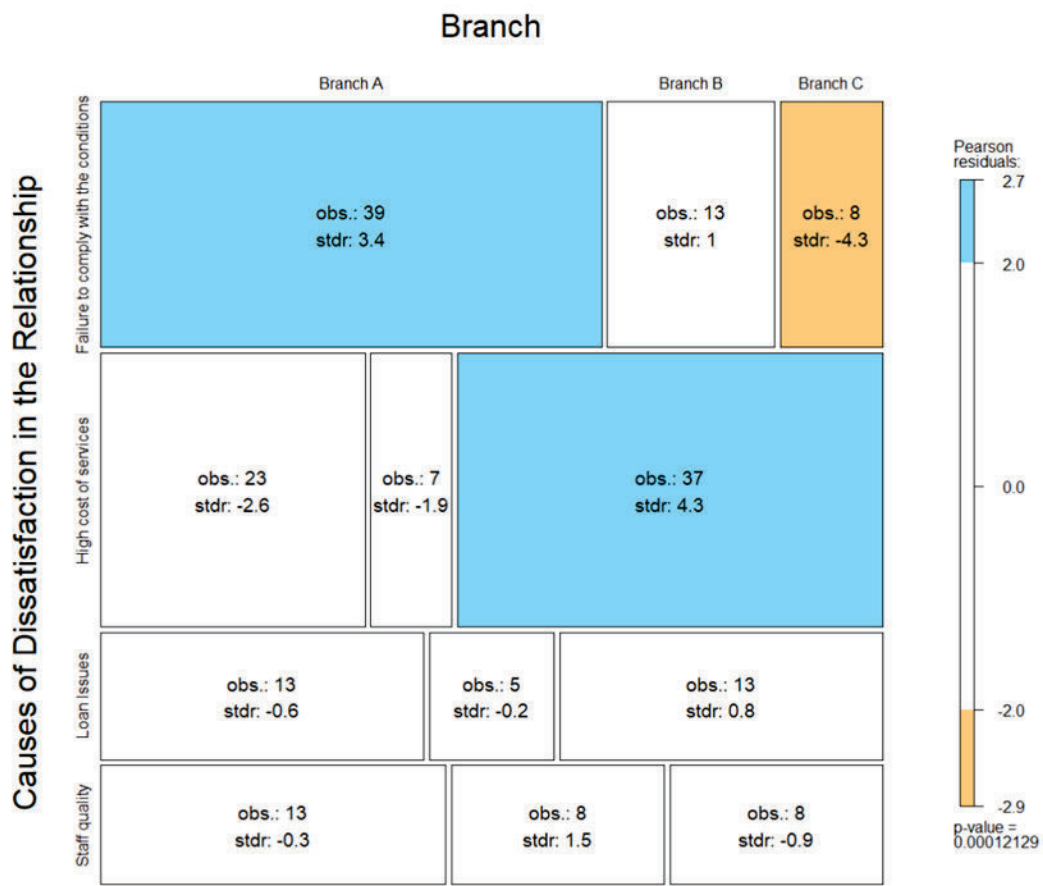 Branch
Branch A
Branch B
Branch C
Causes of Dissatisfaction in the Relationship
Failure to comply with the conditions
obs.: 39
stdr: 3.4
obs.: 13
stdr: 1
obs.: 8
stdr: -4.3
High cost of services
obs.: 23
stdr: -2.6
obs.: 7
stdr: -1.9
obs.: 37
stdr: 4.3
Loan Issues
obs.: 13
stdr: -0.6
obs.: 5
stdr: -0.2
obs.: 13
stdr: 0.8
Staff quality
obs.: 13
stdr: -0.3
obs.: 8
stdr: 1.5
obs.: 8
stdr: -0.9
Pearson
residuals:
2.7
2.0
0.0
-2.0
-2.9
p-value =
0.00012129